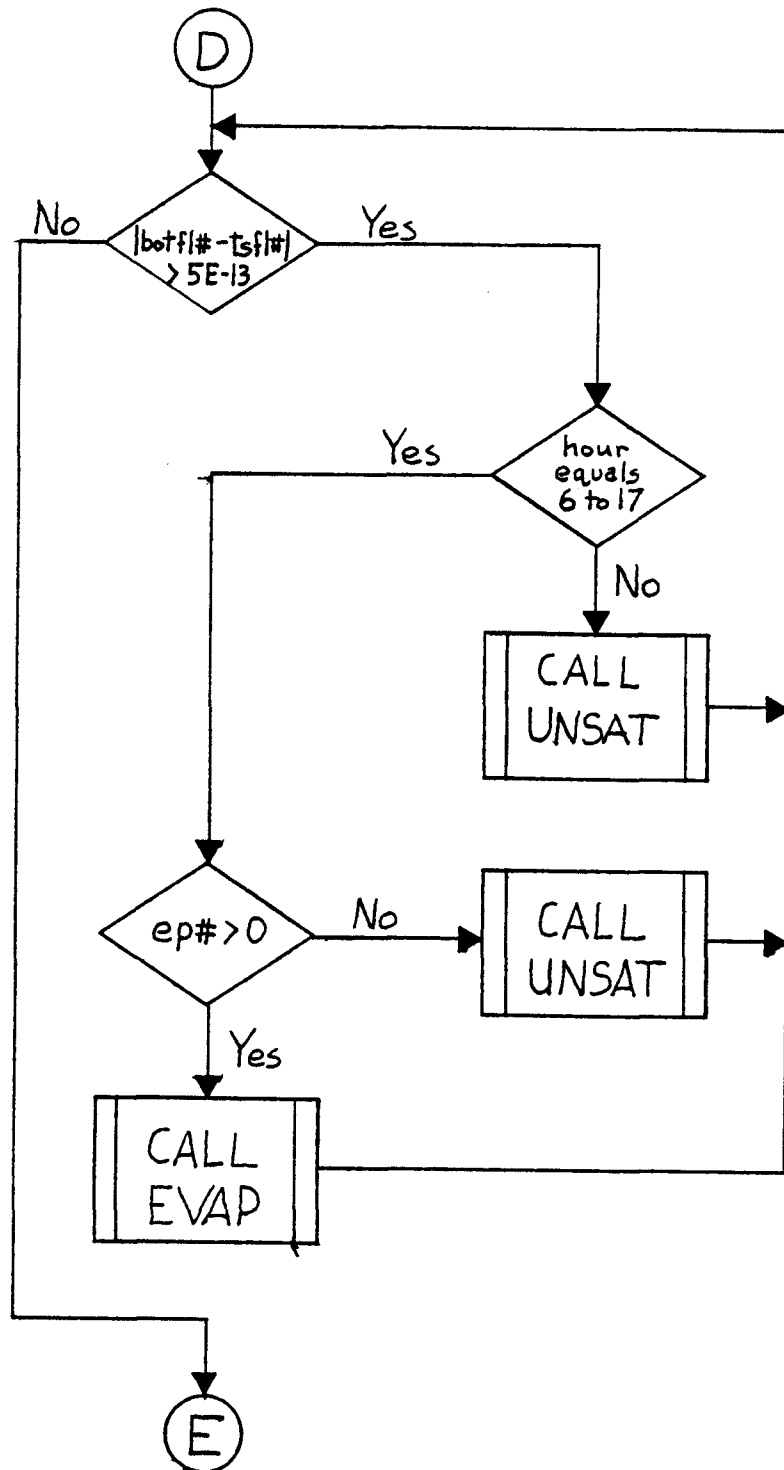 D
No
|botfl#-tsfl#|
> 5E-13
Yes
Yes
hour
equals
6 to 17
No
CALL
UNSAT
ep#>0
No
CALL
UNSAT
Yes
CALL
EVAP
E